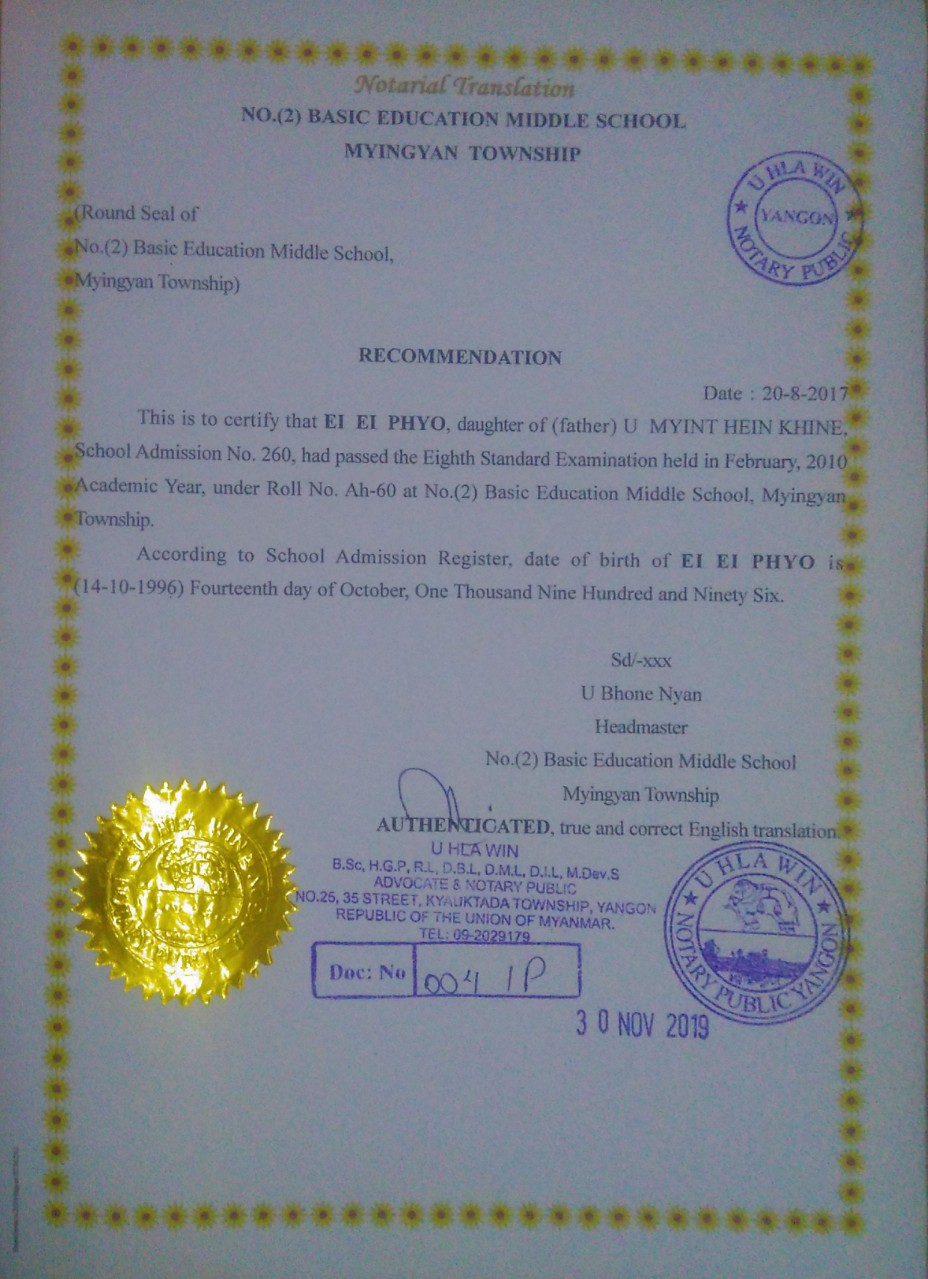 Notarial Translation
NO.(2) BASIC EDUCATION MIDDLE SCHOOL
MYINGYAN TOWNSHIP
U HLA WIN
YANGON
NOTARY PUBLIC
(Round Seal of
No.(2) Basic Education Middle School,
Myingyan Township)
RECOMMENDATION
Date : 20-8-2017
This is to certify that EI EI PHYO, daughter of (father) U MYINT HEIN KHINE,
School Admission No. 260, had passed the Eighth Standard Examination held in February, 2010
Academic Year, under Roll No. Ah-60 at No.(2) Basic Education Middle School, Myingyan
Township.
According to School Admission Register, date of birth of EI EI PHYO is
(14-10-1996) Fourteenth day of October, One Thousand Nine Hundred and Ninety Six.
Sd/-xxx
U Bhone Nyan
Headmaster
No.(2) Basic Education Middle School
Myingyan Township
AUTHENTICATED, true and correct English translation
U HLA WIN
B.Sc, H.G.P, R.L, D.B.L, D.M.L, D.I.L, M.Dev.S
ADVOCATE & NOTARY PUBLIC
NO.25, 35 STREET, KYAUKTADA TOWNSHIP, YANGON
REPUBLIC OF THE UNION OF MYANMAR.
TEL: 09-2029179
Doc: No 004 1P
U HLA WIN
NOTARY PUBLIC YANGON
U HLA WIN
30 NOV 2019